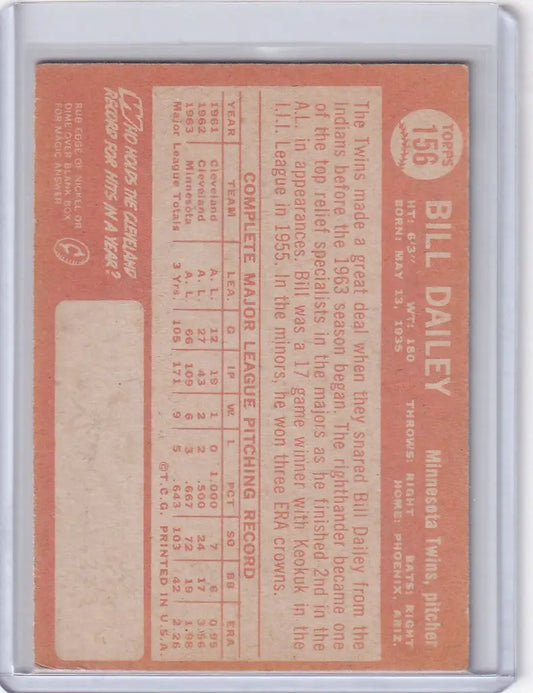 TOPPS
156
BILL DAILEY
Minnesota Twins, pitcher
HT: 6'3" WT: 180 THROWS: RIGHT BATS: RIGHT
BORN: MAY 13, 1935 HOME: PHOENIX, ARIZ.
The Twins made a great deal when they snared Bill Dailey from the
Indians before the 1963 season began. The righthander became one
of the top relief specialists in the majors as he finished 2nd in the
A.L. in appearances. Bill was a 17 game winner with Keokuk in the
I.I.I. League in 1955. In the minors, he won three ERA crowns.
COMPLETE MAJOR LEAGUE PITCHING RECORD
YEAR TEAM LEA. G IP W L PCT SO BB ERA
1961 Cleveland A. L. 12 19 1 0 1.000 7 6 0.95
1962 Cleveland A. L. 27 43 2 2 .500 24 17 3.56
1963 Minnesota A. L. 66 109 6 3 .667 72 19 1.98
Major League Totals 3 Yrs. 105 171 9 5 .643 103 42 2.26
©T.C.G. PRINTED IN U.S.A.
WHO HOLDS THE CLEVELAND
RECORD FOR HITS IN A YEAR?
RUB EDGE OF NICKEL OR
DIME OVER BLANK BOX
FOR MAGIC ANSWER